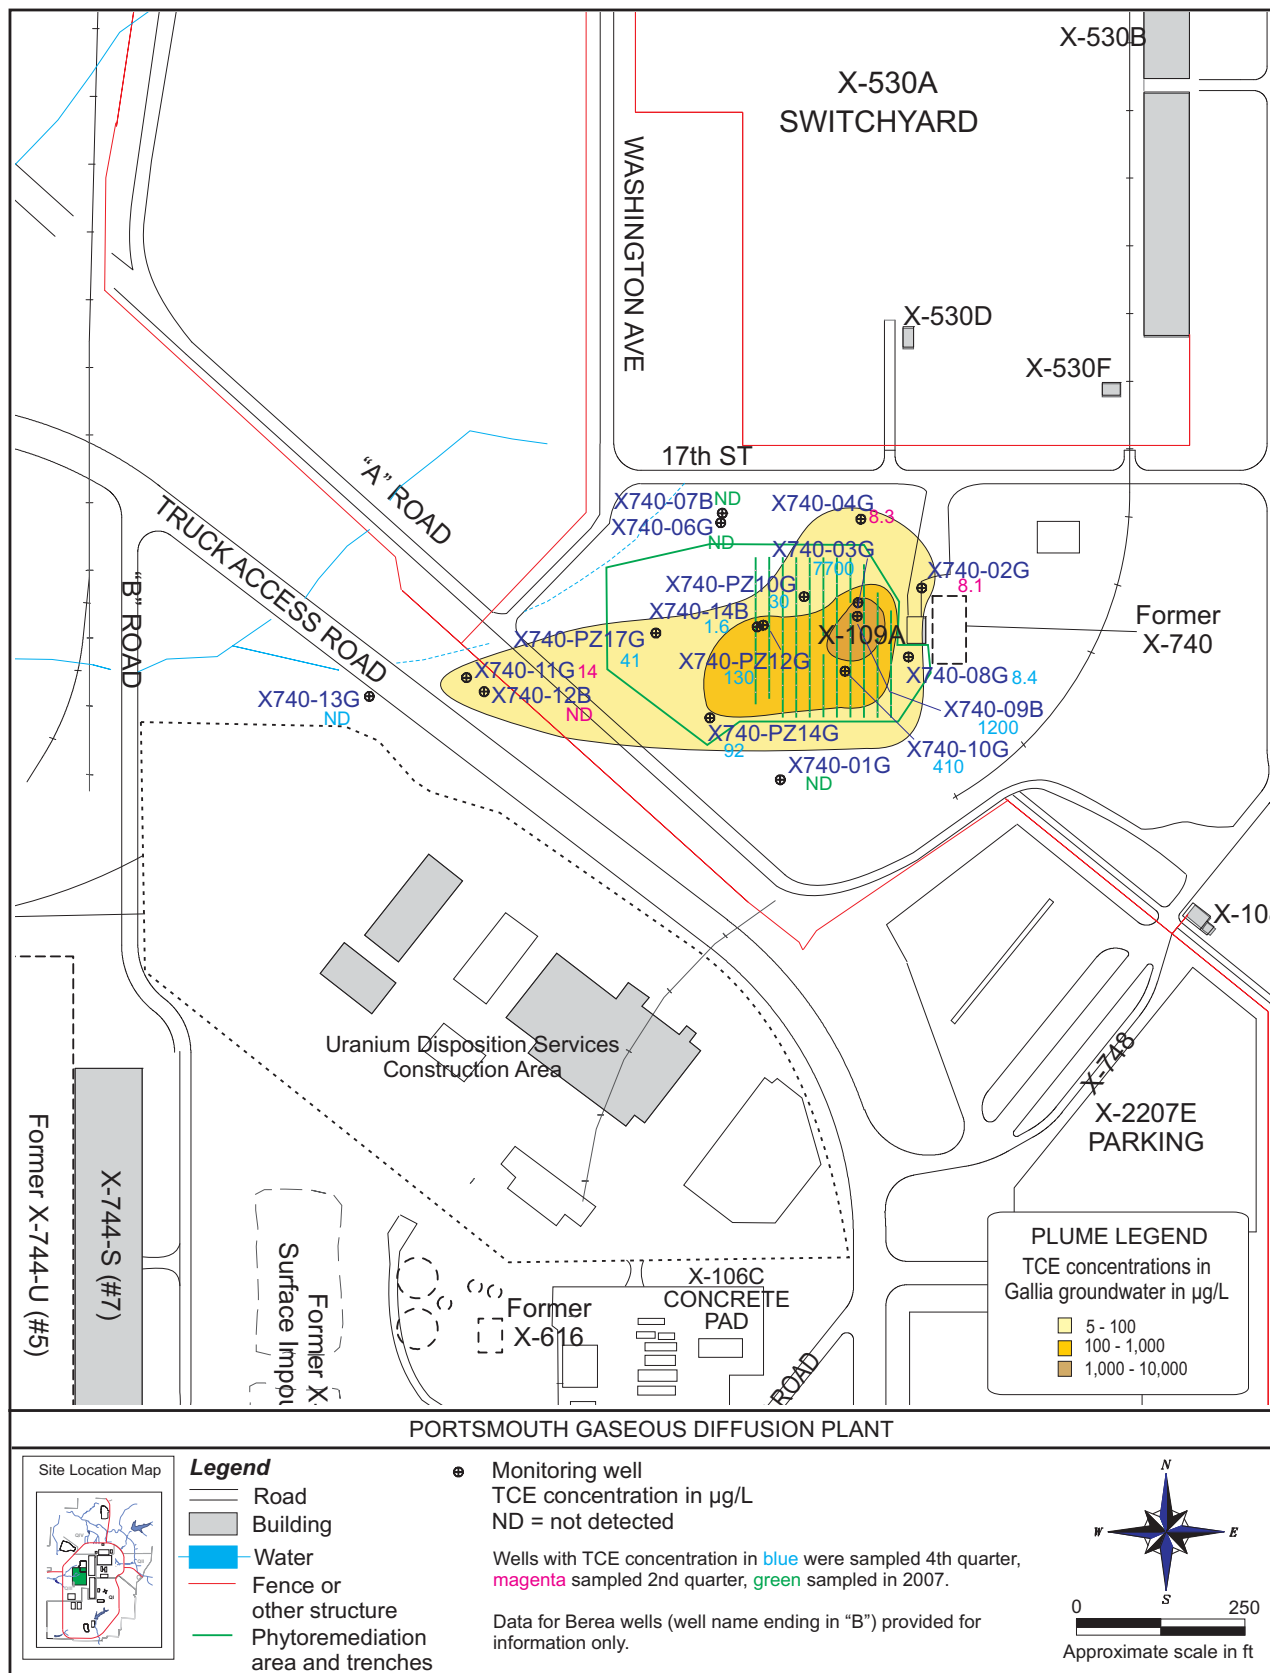 X-530B
X-530A
SWITCHYARD
WASHINGTON AVE
X-530D
X-530F
17th ST
"A" ROAD
TRUCK ACCESS ROAD
"B" ROAD
X740-07B ND
X740-06G
ND
X740-04G
8.3
X740-03G
7700
X740-02G
8.1
X740-PZ10G
30
X740-14B
1.6
X740-PZ17G
41
X-109A
Former
X-740
X740-PZ12G
130
X740-11G 14
X740-12B
ND
X740-13G
ND
X740-08G 8.4
X740-09B
1200
X740-PZ14G
92
X740-10G
410
X740-01G
ND
X-10
Uranium Disposition Services
Construction Area
X-748
X-2207E
PARKING
Former X-744-U (#5)
X-744-S (#7)
Former X-
Surface Impou
Former
X-616
X-106C
CONCRETE
PAD
ROAD
PLUME LEGEND
TCE concentrations in
Gallia groundwater in µg/L
5 - 100
100 - 1,000
1,000 - 10,000
PORTSMOUTH GASEOUS DIFFUSION PLANT
Site Location Map
Legend
Road
Building
Water
Fence or
other structure
Phytoremediation
area and trenches
Monitoring well
TCE concentration in µg/L
ND = not detected
Wells with TCE concentration in blue were sampled 4th quarter,
magenta sampled 2nd quarter, green sampled in 2007.
Data for Berea wells (well name ending in "B") provided for
information only.
N
W E
S
0 250
Approximate scale in ft